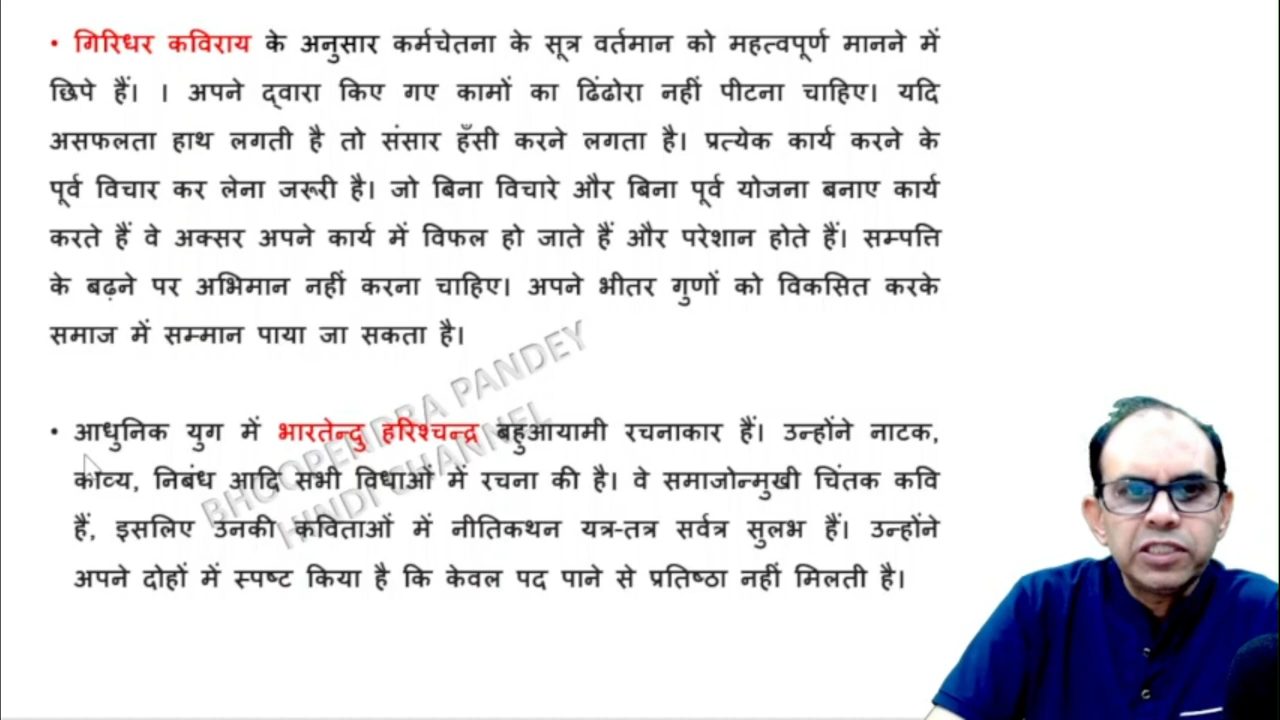 • गिरिधर कविराय के अनुसार कर्मचेतना के सूत्र वर्तमान को महत्वपूर्ण मानने में
छिपे हैं। । अपने द्वारा किए गए कामों का ढिंढोरा नहीं पीटना चाहिए। यदि
असफलता हाथ लगती है तो संसार हँसी करने लगता है। प्रत्येक कार्य करने के
पूर्व विचार कर लेना जरूरी है। जो बिना विचारे और बिना पूर्व योजना बनाए कार्य
करते हैं वे अक्सर अपने कार्य में विफल हो जाते हैं और परेशान होते हैं। सम्पत्ति
के बढ़ने पर अभिमान नहीं करना चाहिए। अपने भीतर गुणों को विकसित करके
समाज में सम्मान पाया जा सकता है।
• आधुनिक युग में भारतेन्दु हरिश्चन्द्र बहुआयामी रचनाकार हैं। उन्होंने नाटक,
काव्य, निबंध आदि सभी विधाओं में रचना की है। वे समाजोन्मुखी चिंतक कवि
हैं, इसलिए उनकी कविताओं में नीतिकथन यत्र-तत्र सर्वत्र सुलभ हैं। उन्होंने
अपने दोहों में स्पष्ट किया है कि केवल पद पाने से प्रतिष्ठा नहीं मिलती है।
BHOOPENDRA PANDEY
HINDI CHANNEL